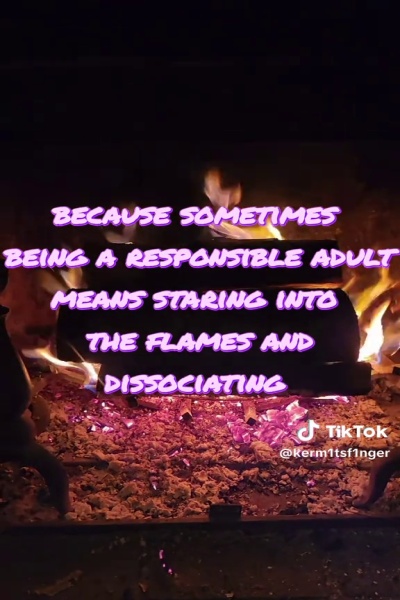 BECAUSE SOMETIMES
BEING A RESPONSIBLE ADULT
MEANS STARING INTO
THE FLAMES AND
DISSOCIATING
TikTok
@kerm1tsf1nger